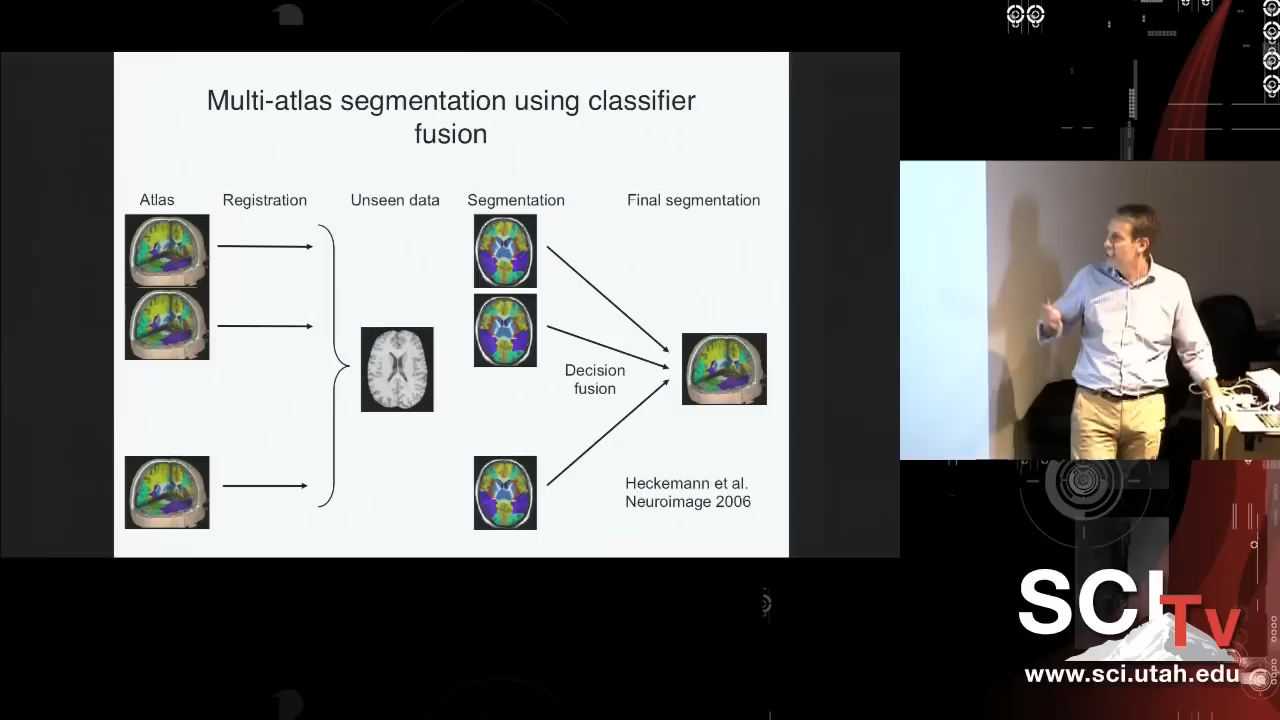 Multi-atlas segmentation using classifier
fusion
Atlas
Registration
Unseen data
Segmentation
Final segmentation
Decision
fusion
Heckemann et al.
Neuroimage 2006
SCI
Tv
www.sci.utah.edu